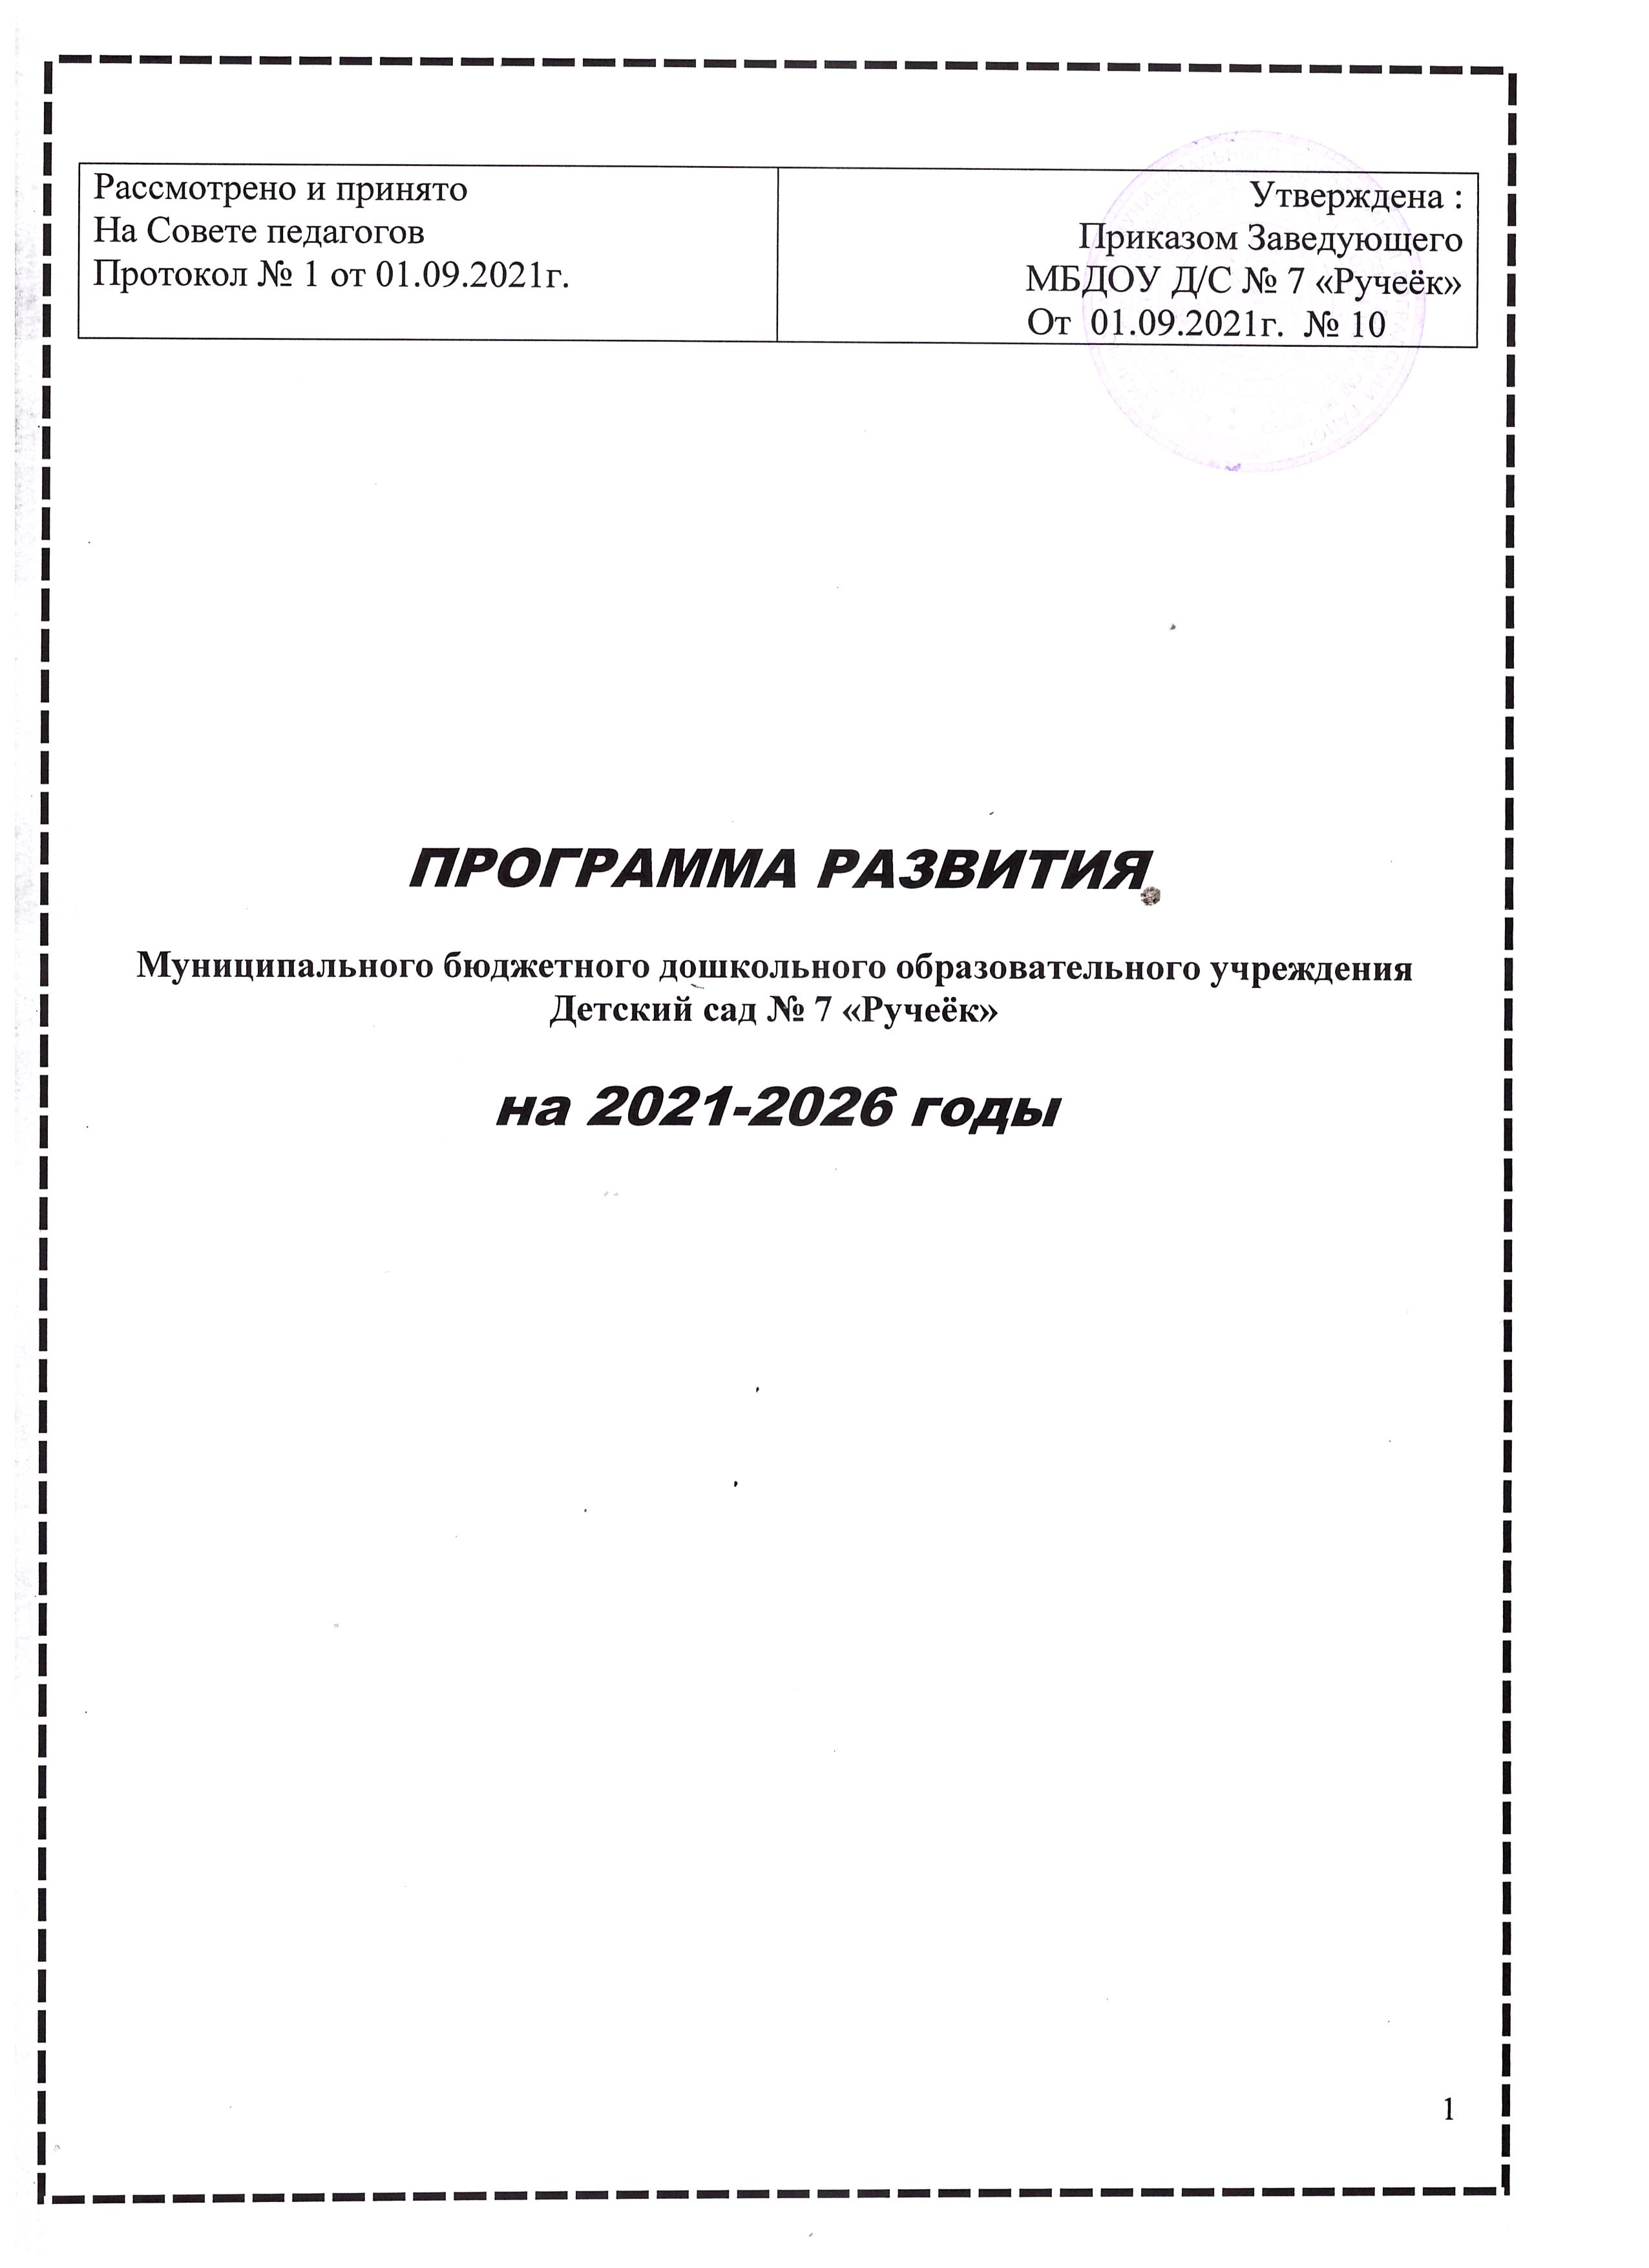 Рассмотрено и принято
На Совете педагогов
Протокол № 1 от 01.09.2021г.
Утверждена :
Приказом Заведующего
МБДОУ Д/С № 7 «Ручеёк»
От 01.09.2021г. № 10
ПРОГРАММА РАЗВИТИЯ
Муниципального бюджетного дошкольного образовательного учреждения
Детский сад № 7 «Ручеёк»
на 2021-2026 годы
1